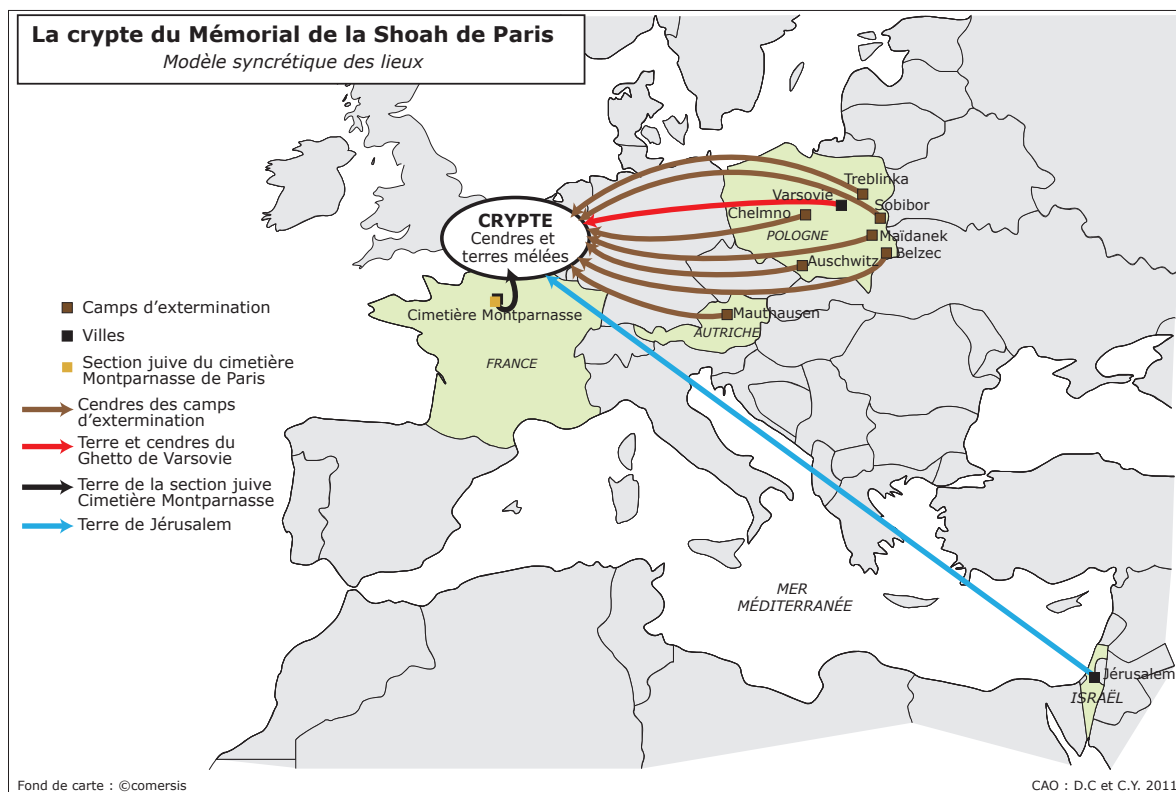 La crypte du Mémorial de la Shoah de Paris
Modèle syncrétique des lieux
Treblinka
Varsovie
Sobibor
Chelmno
POLOGNE
Maïdanek
Belzec
Auschwitz
CRYPTE
Cendres et
terres mélées
Mauthausen
AUTRICHE
Cimetière Montparnasse
FRANCE
Camps d'extermination
Villes
Section juive du cimetière
Montparnasse de Paris
Cendres des camps
d'extermination
Terre et cendres du
Ghetto de Varsovie
Terre de la section juive
Cimetière Montparnasse
Terre de Jérusalem
MER
MÉDITERRANÉE
Jérusalem
ISRAËL
Fond de carte : ©comersis
CAO : D.C et C.Y. 2011